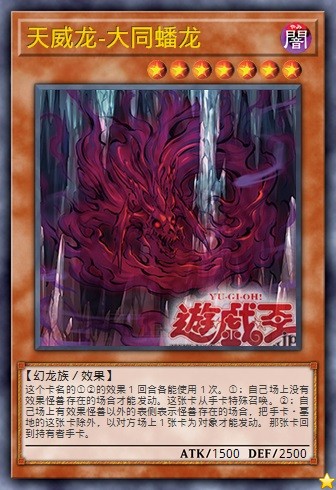 天威龙-大同蟠龙
闇
YU-GI-OH!
遊戯王
【幻龙族／效果】
这个卡名的①②的效果1回合各能使用1次。①：自己场上没有
效果怪兽存在的场合才能发动。这张卡从手卡特殊召唤。②：自
己场上有效果怪兽以外的表侧表示怪兽存在的场合，把手卡·墓
地的这张卡除外，以对方场上1张卡为对象才能发动。那张卡回
到持有者手卡。
ATK/1500 DEF/2500